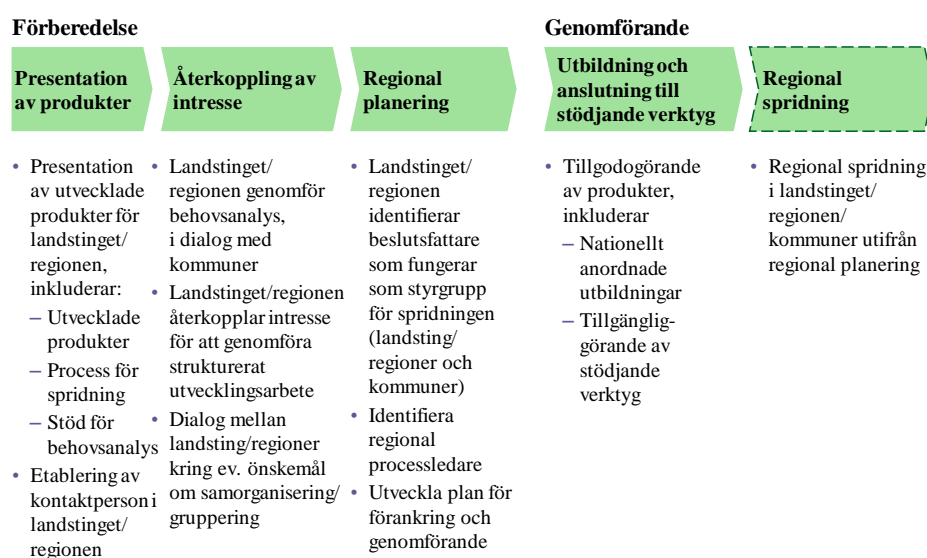 Förberedelse
Presentation
av produkter
Återkoppling av
intresse
Regional
planering
• Presentation
av utvecklade
produkter för
landstinget/
regionen,
inkluderar:
– Utvecklade
produkter
– Process för
spridning
– Stöd för
behovsanalys
• Etablering av
kontaktperson i
landstinget/
regionen
• Landstinget/
regionen genomför
behovsanalys,
i dialog med
kommuner
• Landstinget/regionen
återkopplar intresse
för att genomföra
strukturerat
utvecklingsarbete
• Dialog mellan
landsting/regioner
kring ev. önskemål
om samorganisering/
gruppering
• Landstinget/
regionen
identifierar
beslutsfattare
som fungerar
som styrgrupp
för spridningen
(landsting/
regioner och
kommuner)
• Identifiera
regional
processledare
• Utveckla plan för
förankring och
genomförande
Genomförande
Utbildning och
anslutning till
stödjande verktyg
Regional
spridning
• Tillgodogörande
av produkter,
inkluderar
– Nationellt
anordnade
utbildningar
– Tillgänglig-
görande av
stödjande
verktyg
• Regional spridning
i landstinget/
regionen/
kommuner utifrån
regional planering